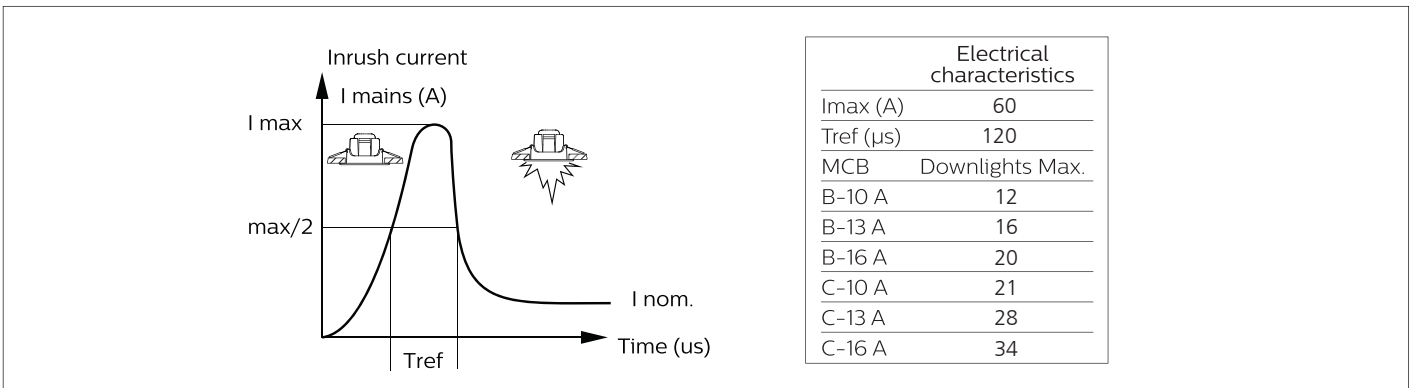 Inrush current
I mains (A)
I max
max/2
I nom.
Time (us)
Tref
Electrical
characteristics
Imax (A) 60
Tref (µs) 120
MCB Downlights Max.
B-10 A 12
B-13 A 16
B-16 A 20
C-10 A 21
C-13 A 28
C-16 A 34